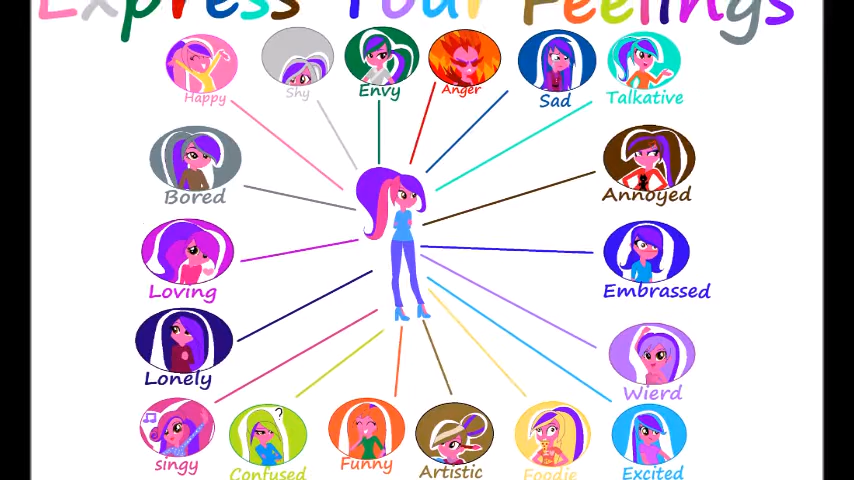 Express Your Feelings
Happy
Shy
Envy
Anger
Sad
Talkative
Bored
Annoyed
Loving
Embrassed
Lonely
Wierd
singy
Confused
?
Funny
Artistic
Foodie
Excited